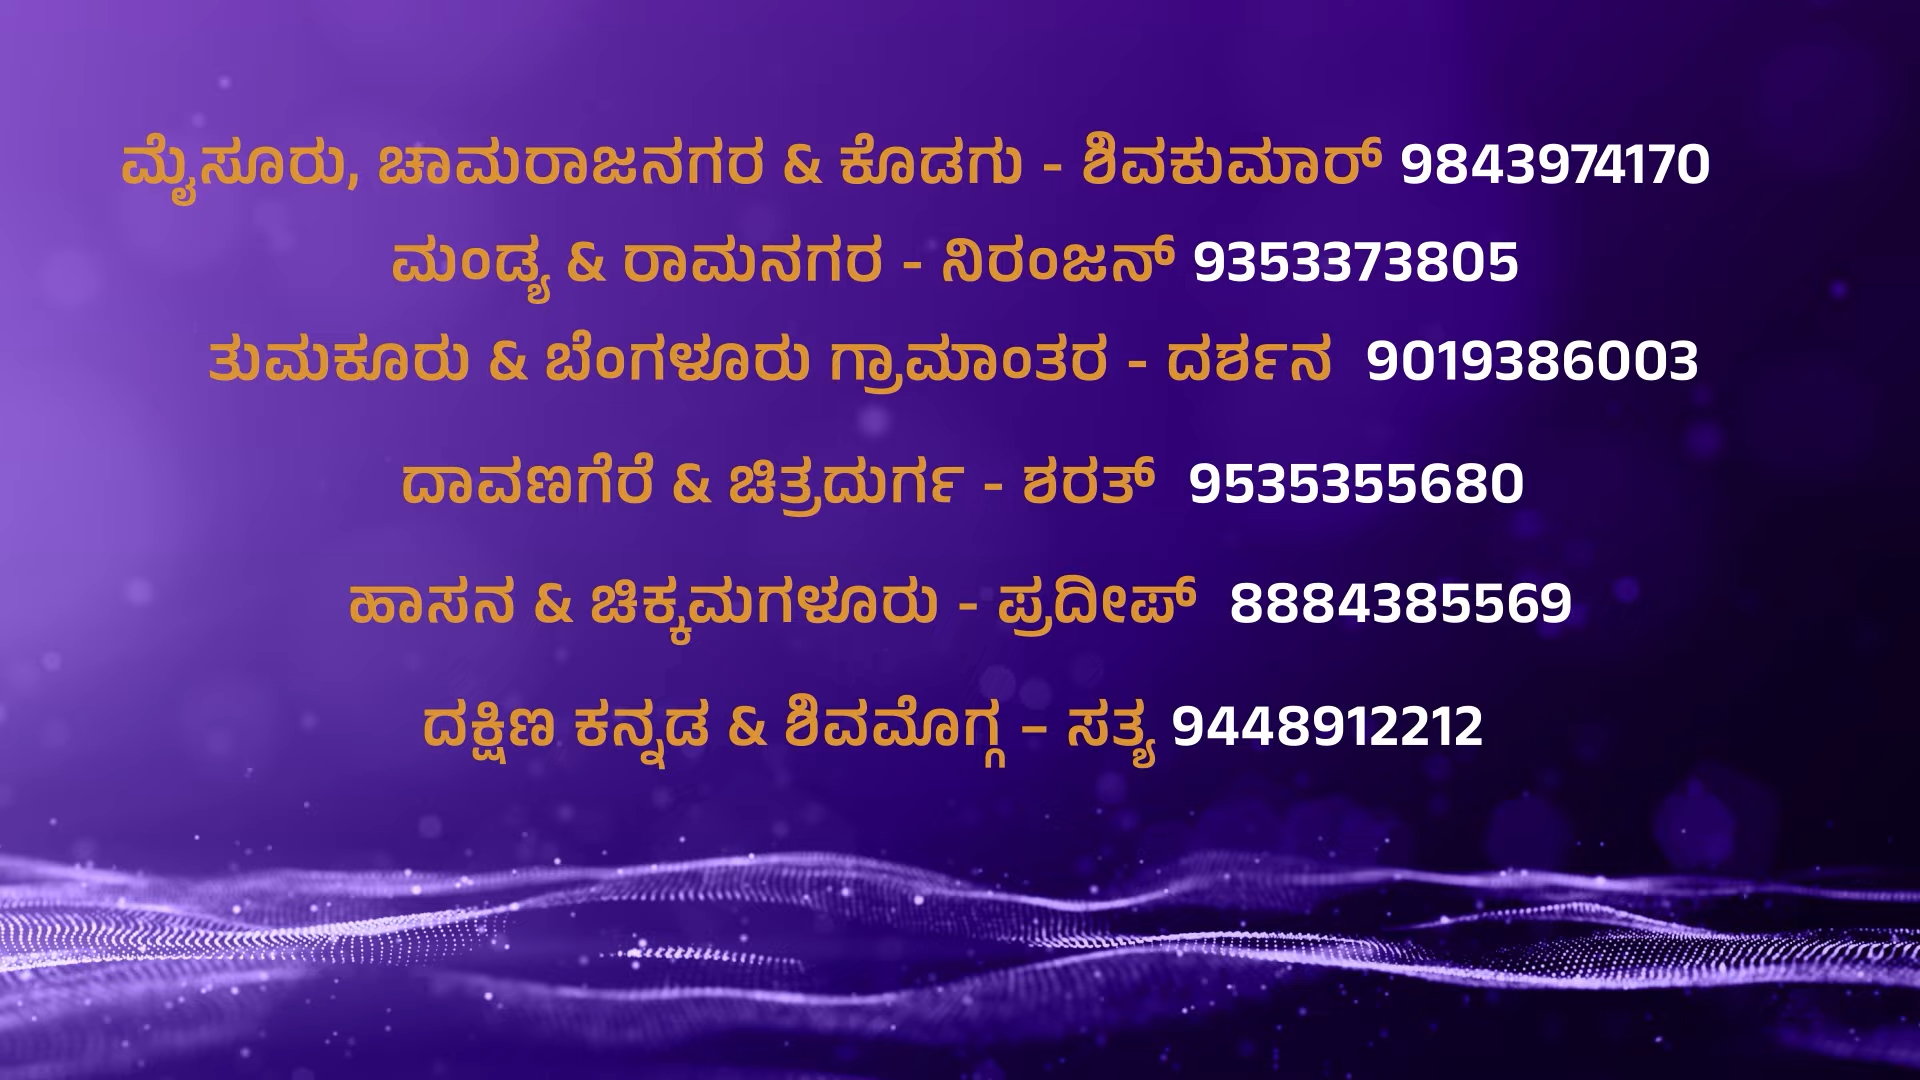 ಮೈಸೂರು, ಚಾಮರಾಜನಗರ & ಕೊಡಗು - ಶಿವಕುಮಾರ್ 9843974170
ಮಂಡ್ಯ & ರಾಮನಗರ - ನಿರಂಜನ್ 9353373805
ತುಮಕೂರು & ಬೆಂಗಳೂರು ಗ್ರಾಮಾಂತರ - ದರ್ಶನ 9019386003
ದಾವಣಗೆರೆ & ಚಿತ್ರದುರ್ಗ - ಶರತ್ 9535355680
ಹಾಸನ & ಚಿಕ್ಕಮಗಳೂರು - ಪ್ರದೀಪ್ 8884385569
ದಕ್ಷಿಣ ಕನ್ನಡ & ಶಿವಮೊಗ್ಗ – ಸತ್ಯ 9448912212